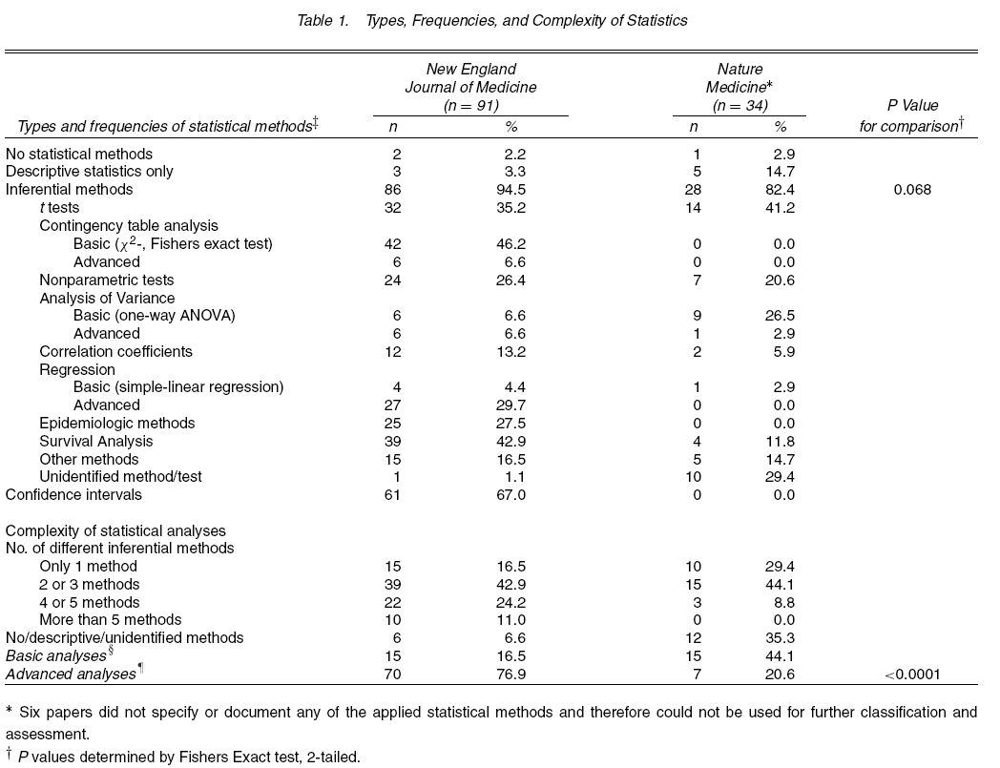 Table 1. Types, Frequencies, and Complexity of Statistics
New England Journal of Medicine (n = 91) Nature Medicine* (n = 34) P Value for comparison†
Types and frequencies of statistical methods‡ n % n %
No statistical methods 2 2.2 1 2.9
Descriptive statistics only 3 3.3 5 14.7
Inferential methods 86 94.5 28 82.4 0.068
t tests 32 35.2 14 41.2
Contingency table analysis
Basic (χ2-, Fishers exact test) 42 46.2 0 0.0
Advanced 6 6.6 0 0.0
Nonparametric tests 24 26.4 7 20.6
Analysis of Variance
Basic (one-way ANOVA) 6 6.6 9 26.5
Advanced 6 6.6 1 2.9
Correlation coefficients 12 13.2 2 5.9
Regression
Basic (simple-linear regression) 4 4.4 1 2.9
Advanced 27 29.7 0 0.0
Epidemiologic methods 25 27.5 0 0.0
Survival Analysis 39 42.9 4 11.8
Other methods 15 16.5 5 14.7
Unidentified method/test 1 1.1 10 29.4
Confidence intervals 61 67.0 0 0.0
Complexity of statistical analyses
No. of different inferential methods
Only 1 method 15 16.5 10 29.4
2 or 3 methods 39 42.9 15 44.1
4 or 5 methods 22 24.2 3 8.8
More than 5 methods 10 11.0 0 0.0
No/descriptive/unidentified methods 6 6.6 12 35.3
Basic analyses§ 15 16.5 15 44.1
Advanced analyses¶ 70 76.9 7 20.6 <0.0001
* Six papers did not specify or document any of the applied statistical methods and therefore could not be used for further classification and
assessment.
† P values determined by Fishers Exact test, 2-tailed.